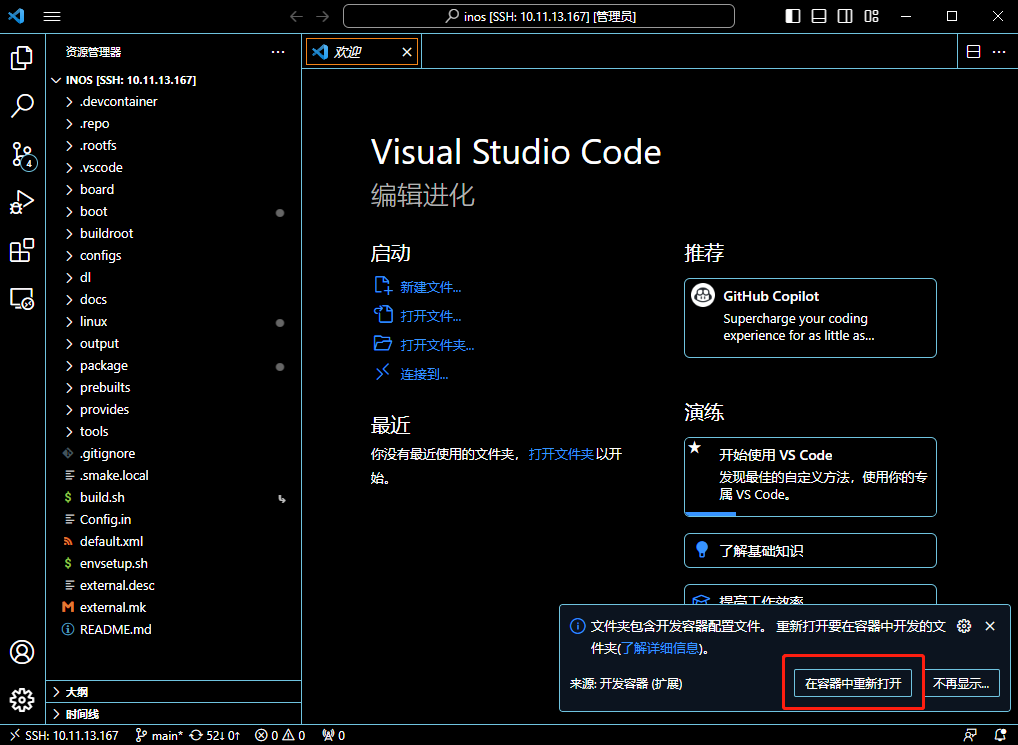 inos [SSH: 10.11.13.167] [管理员]
资源管理器
欢迎
INOS [SSH: 10.11.13.167]
.devcontainer
.repo
.rootfs
4
.vscode
board
boot
buildroot
configs
dl
docs
linux
output
package
prebuilts
provides
tools
.gitignore
.smake.local
$ build.sh
Config.in
default.xml
$ envsetup.sh
external.desc
M external.mk
README.md
大纲
时间线
Visual Studio Code
编辑进化
启动
新建文件...
打开文件...
打开文件夹...
连接到...
最近
你没有最近使用的文件夹，打开文件夹以开
始。
推荐
GitHub Copilot
Supercharge your coding
experience for as little as...
演练
开始使用 VS Code
发现最佳的自定义方法，使用你的专
属 VS Code。
了解基础知识
提高工作效率
文件夹包含开发容器配置文件。 重新打开要在容器中开发的文
件夹(了解详细信息)。
来源: 开发容器 (扩展)
在容器中重新打开
不再显示...
SSH: 10.11.13.167 main* 52↓ 0↑ 0 0 0